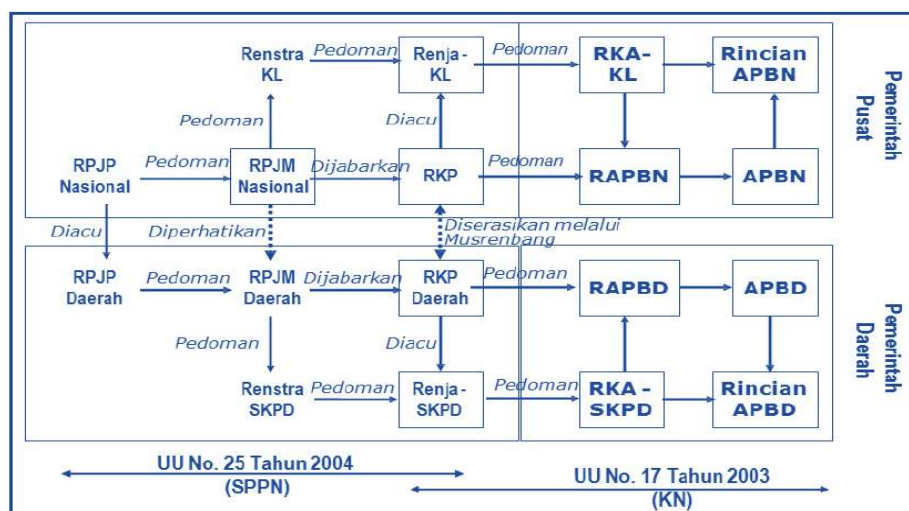 Renstra
KL
Pedoman
Renja-
KL
Pedoman
RKA-
KL
Rincian
APBN
Pemerintah
Pusat
Pedoman
Diacu
RPJP
Nasional
Pedoman
RPJM
Nasional
Dijabarkan
RKP
Pedoman
RAPBN
APBN
Diacu
Diperhatikan
Diserasikan melalui
Musrenbang
RPJP
Daerah
Pedoman
RPJM
Daerah
Dijabarkan
RKP
Daerah
Pedoman
RAPBD
APBD
Pemerintah
Daerah
Pedoman
Diacu
Renstra
SKPD
Pedoman
Renja-
SKPD
Pedoman
RKA -
SKPD
Rincian
APBD
UU No. 25 Tahun 2004
(SPPN)
UU No. 17 Tahun 2003
(KN)